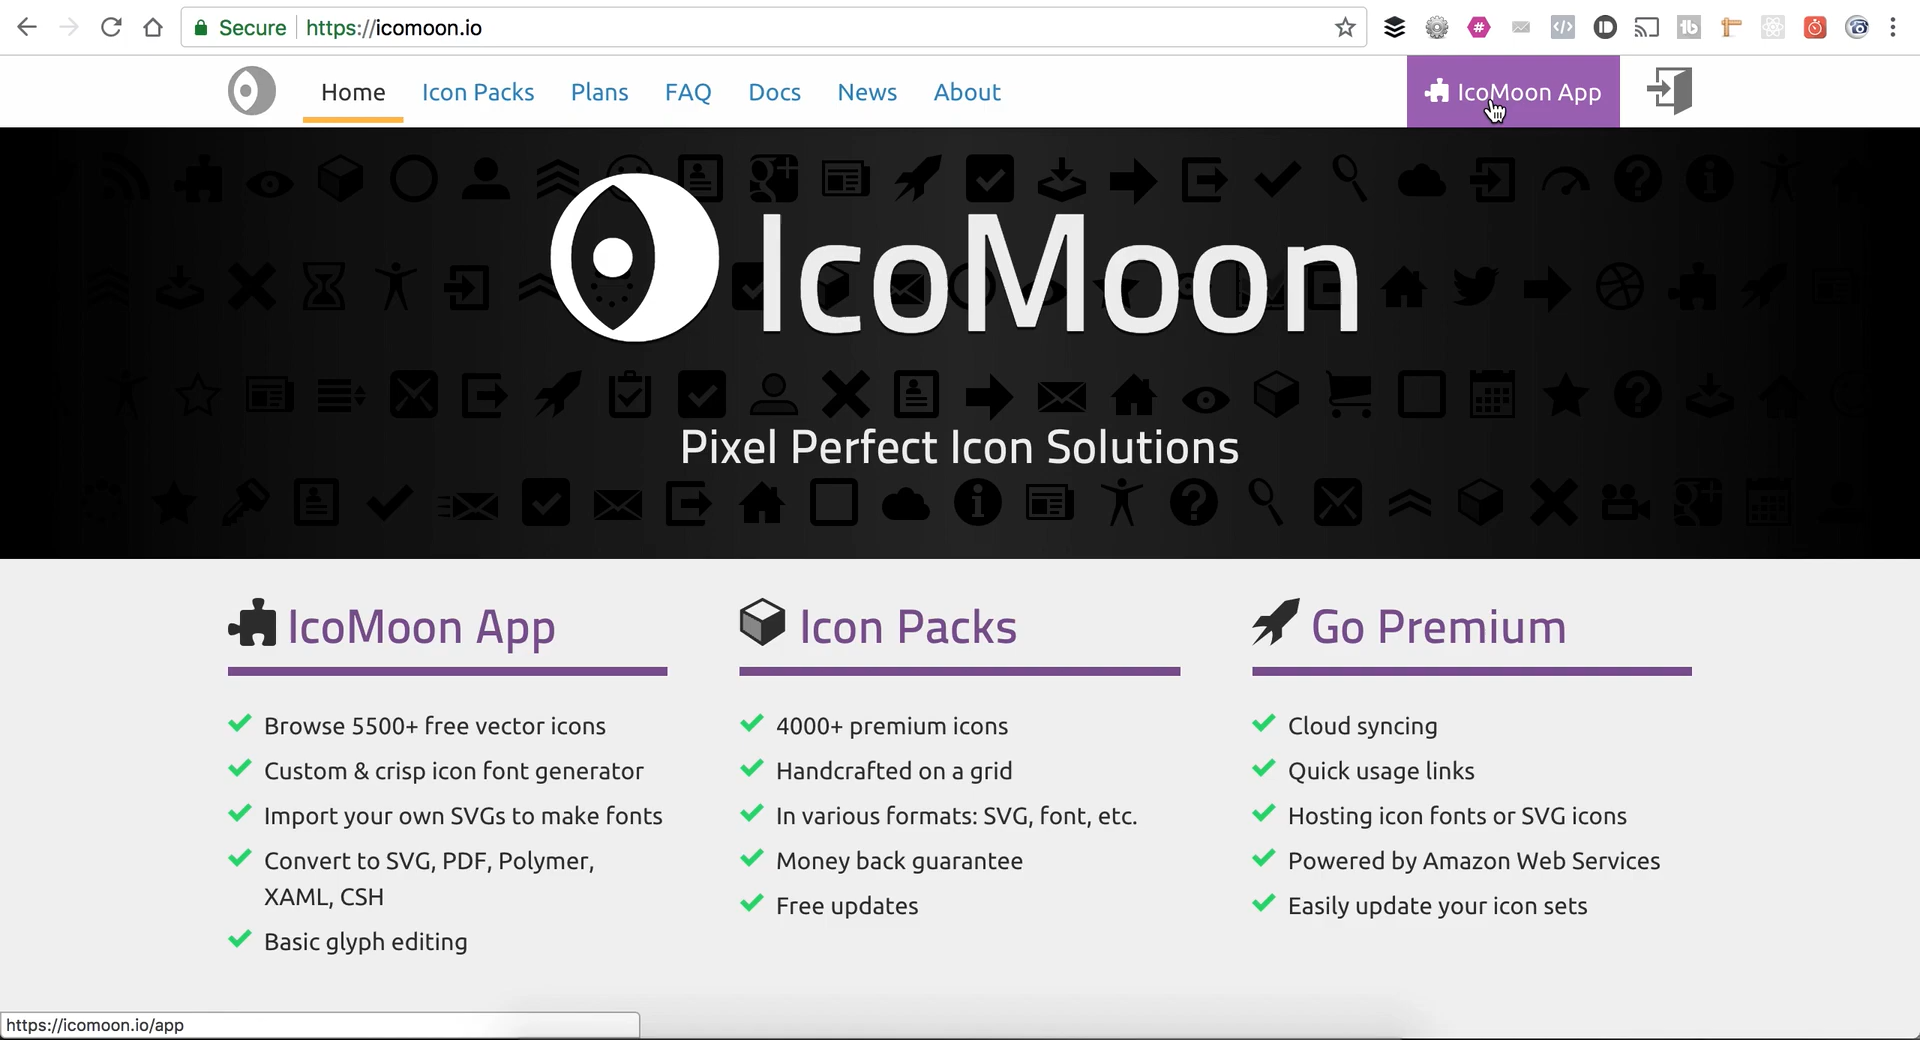 Secure https://icomoon.io
Home Icon Packs Plans FAQ Docs News About IcoMoon App
IcoMoon
Pixel Perfect Icon Solutions
IcoMoon App
Browse 5500+ free vector icons
Custom & crisp icon font generator
Import your own SVGs to make fonts
Convert to SVG, PDF, Polymer,
XAML, CSH
Basic glyph editing
Icon Packs
4000+ premium icons
Handcrafted on a grid
In various formats: SVG, font, etc.
Money back guarantee
Free updates
Go Premium
Cloud syncing
Quick usage links
Hosting icon fonts or SVG icons
Powered by Amazon Web Services
Easily update your icon sets
https://icomoon.io/app